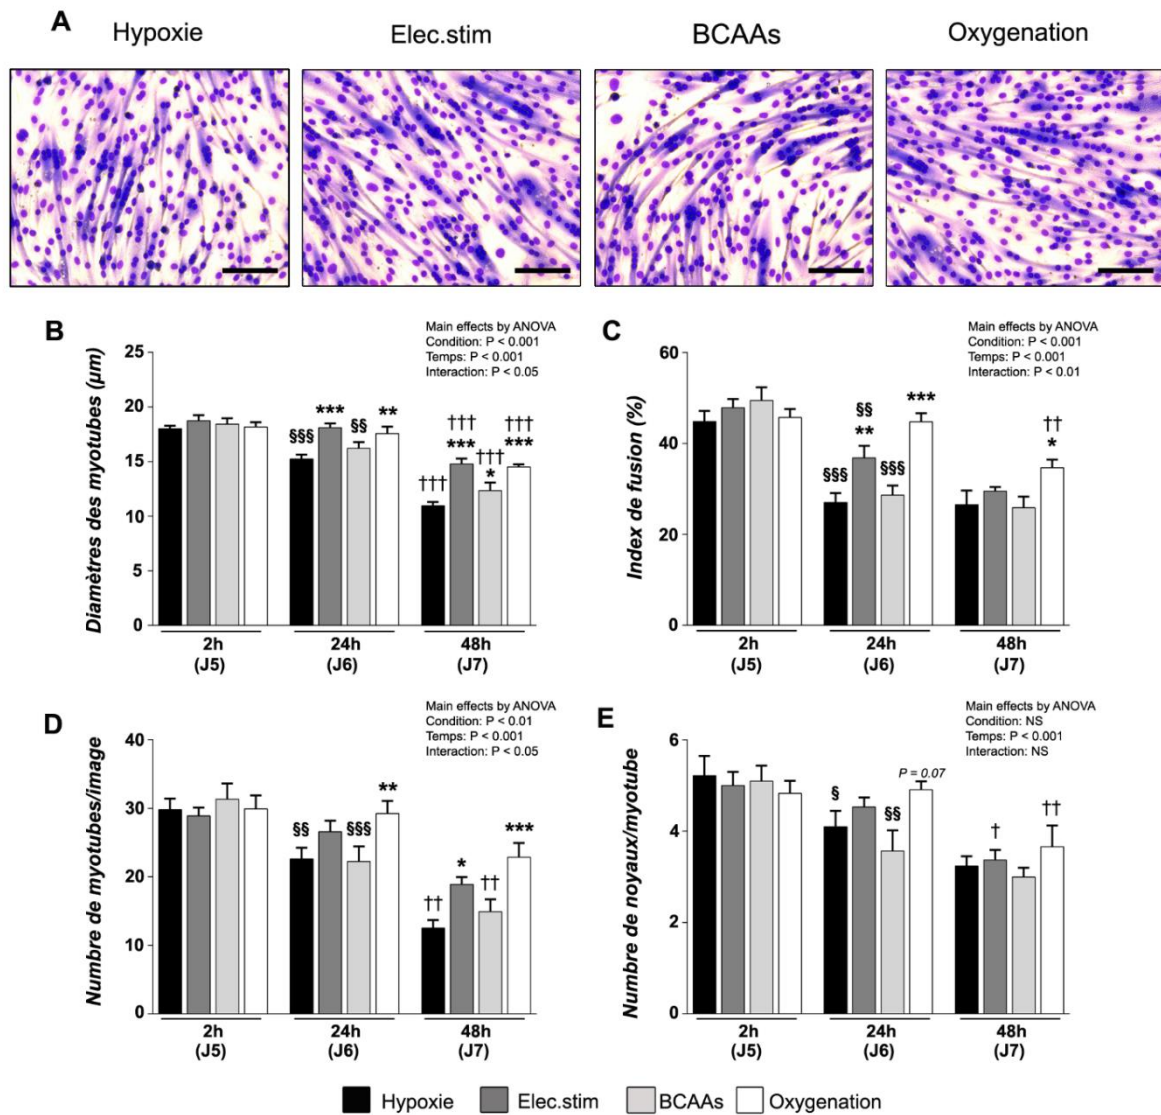 A
Hypoxie
Elec.stim
BCAAs
Oxygenation
B
Main effects by ANOVA
Condition: P < 0.001
Temps: P < 0.001
Interaction: P < 0.05
Diamètres des myotubes (µm)
25
20
15
10
5
0
§§§
***
§§
**
†††
†††
***
†††
*
†††
***
2h
(J5)
24h
(J6)
48h
(J7)
C
Main effects by ANOVA
Condition: P < 0.001
Temps: P < 0.001
Interaction: P < 0.01
Index de fusion (%)
60
40
20
0
§§§
§§
**
§§§
***
††
*
2h
(J5)
24h
(J6)
48h
(J7)
D
Main effects by ANOVA
Condition: P < 0.01
Temps: P < 0.001
Interaction: P < 0.05
Numbre de myotubes/image
40
30
20
10
0
§§
§§§
**
††
*
††
***
2h
(J5)
24h
(J6)
48h
(J7)
E
Main effects by ANOVA
Condition: NS
Temps: P < 0.001
Interaction: NS
Numbre de noyaux/myotube
6
4
2
0
§
§§
P = 0.07
†
††
2h
(J5)
24h
(J6)
48h
(J7)
Hypoxie
Elec.stim
BCAAs
Oxygenation